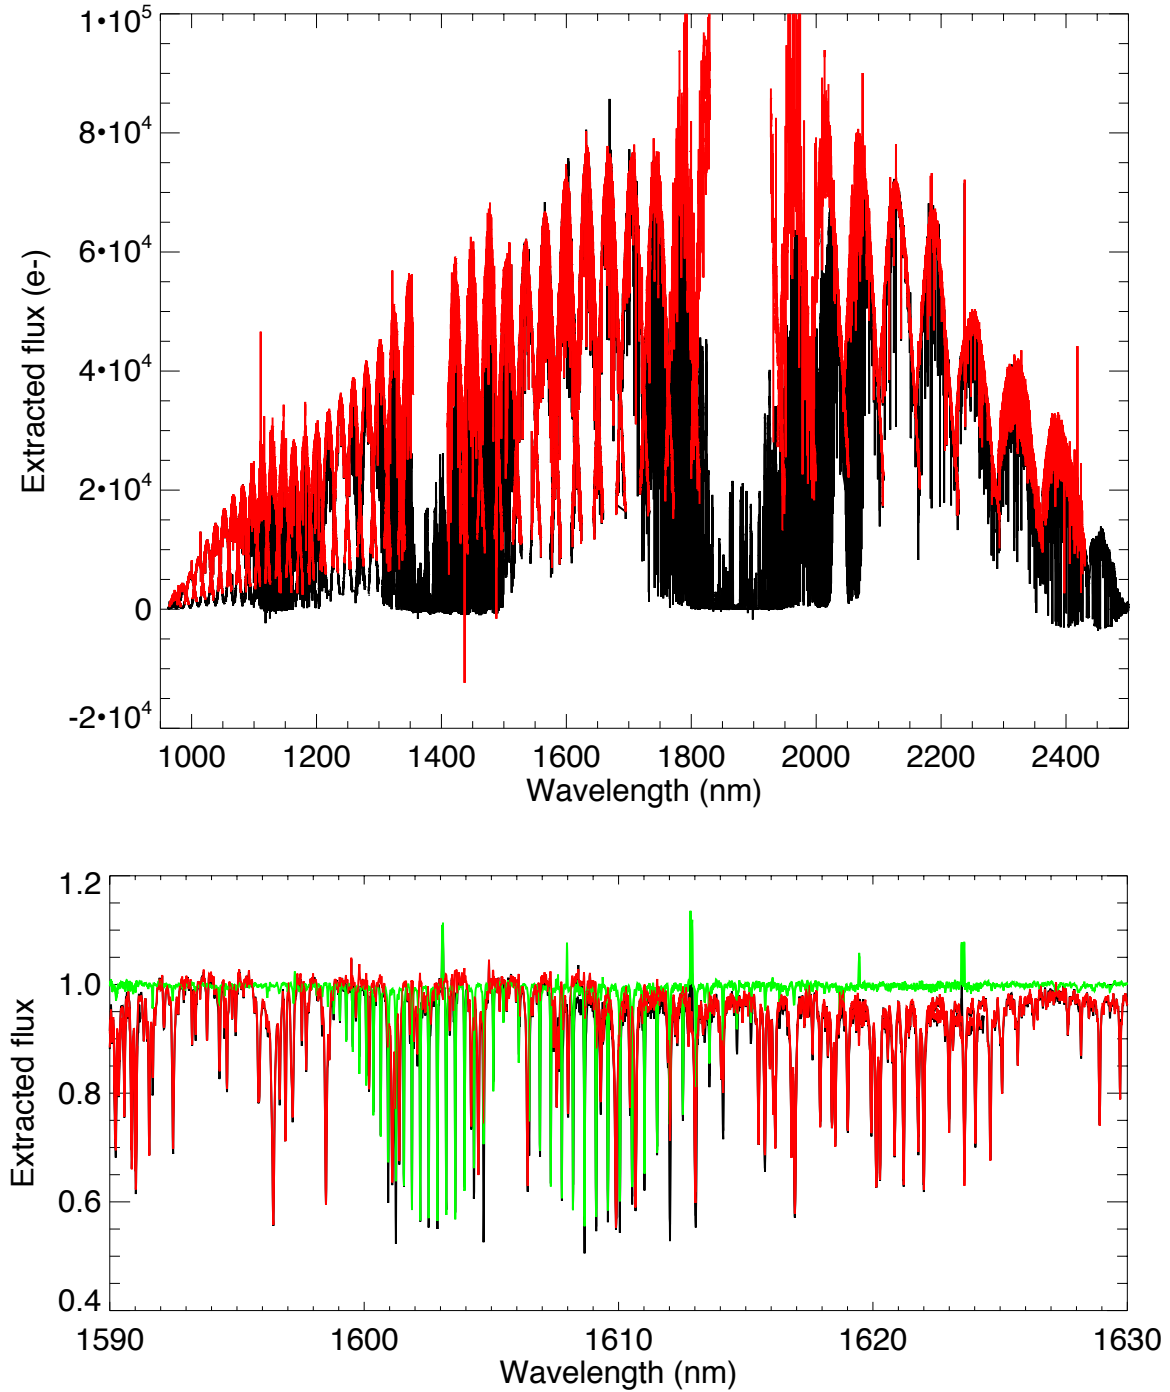 1•10⁵
8•10⁴
6•10⁴
4•10⁴
2•10⁴
0
-2•10⁴
Extracted flux (e-)
1000 1200 1400 1600 1800 2000 2200 2400
Wavelength (nm)
1.2
1.0
0.8
0.6
0.4
Extracted flux
1590 1600 1610 1620 1630
Wavelength (nm)